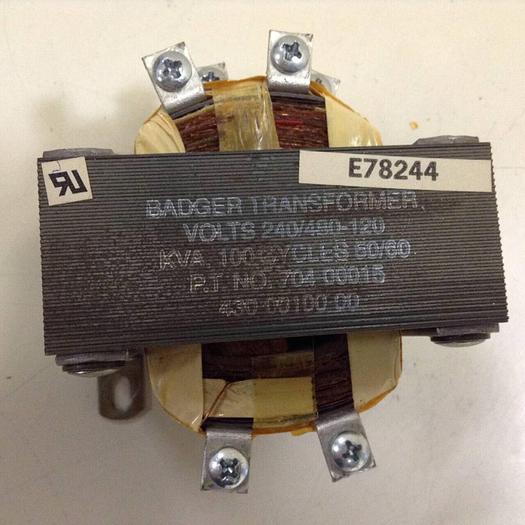 E78244
BADGER TRANSFORMER
VOLTS 240/480-120
KVA .100 CYCLES 50/60
P.T. NO. 704-00015
430-00100-00